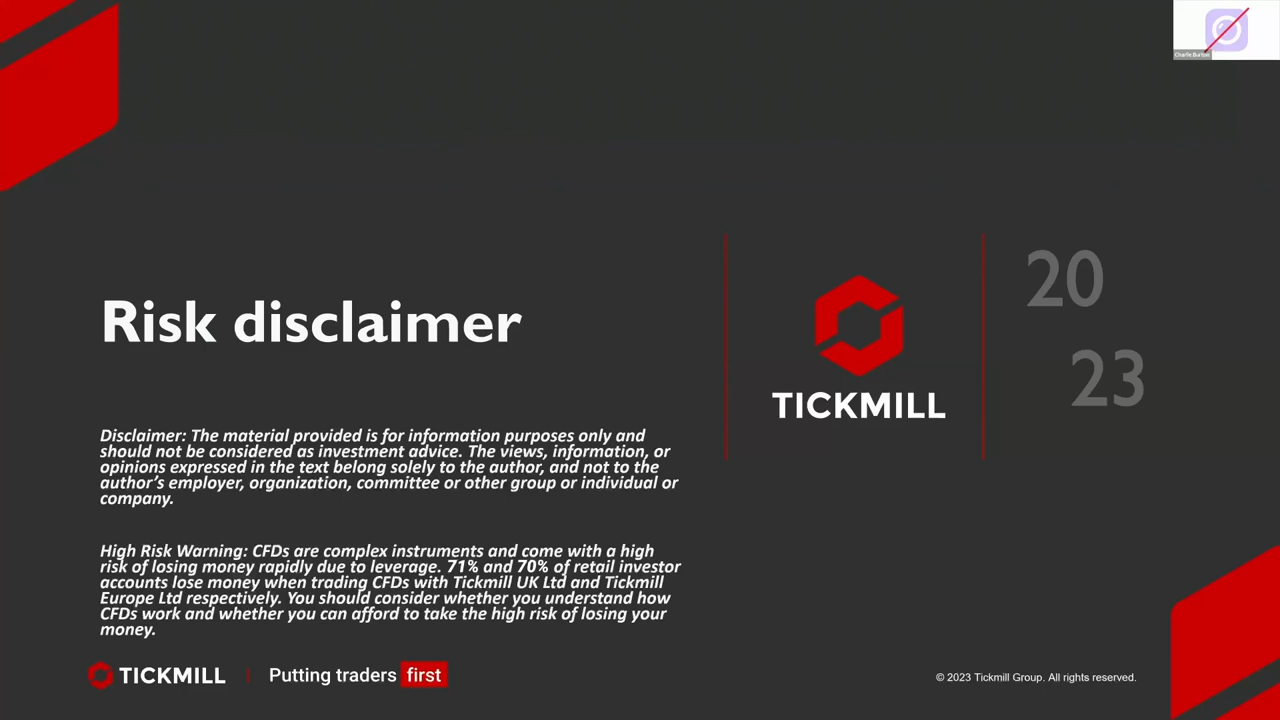 Charlie Burton
Risk disclaimer
TICKMILL
20
23
Disclaimer: The material provided is for information purposes only and
should not be considered as investment advice. The views, information, or
opinions expressed in the text belong solely to the author, and not to the
author's employer, organization, committee or other group or individual or
company.
High Risk Warning: CFDs are complex instruments and come with a high
risk of losing money rapidly due to leverage. 71% and 70% of retail investor
accounts lose money when trading CFDs with Tickmill UK Ltd and Tickmill
Europe Ltd respectively. You should consider whether you understand how
CFDs work and whether you can afford to take the high risk of losing your
money.
TICKMILL | Putting traders first
© 2023 Tickmill Group. All rights reserved.